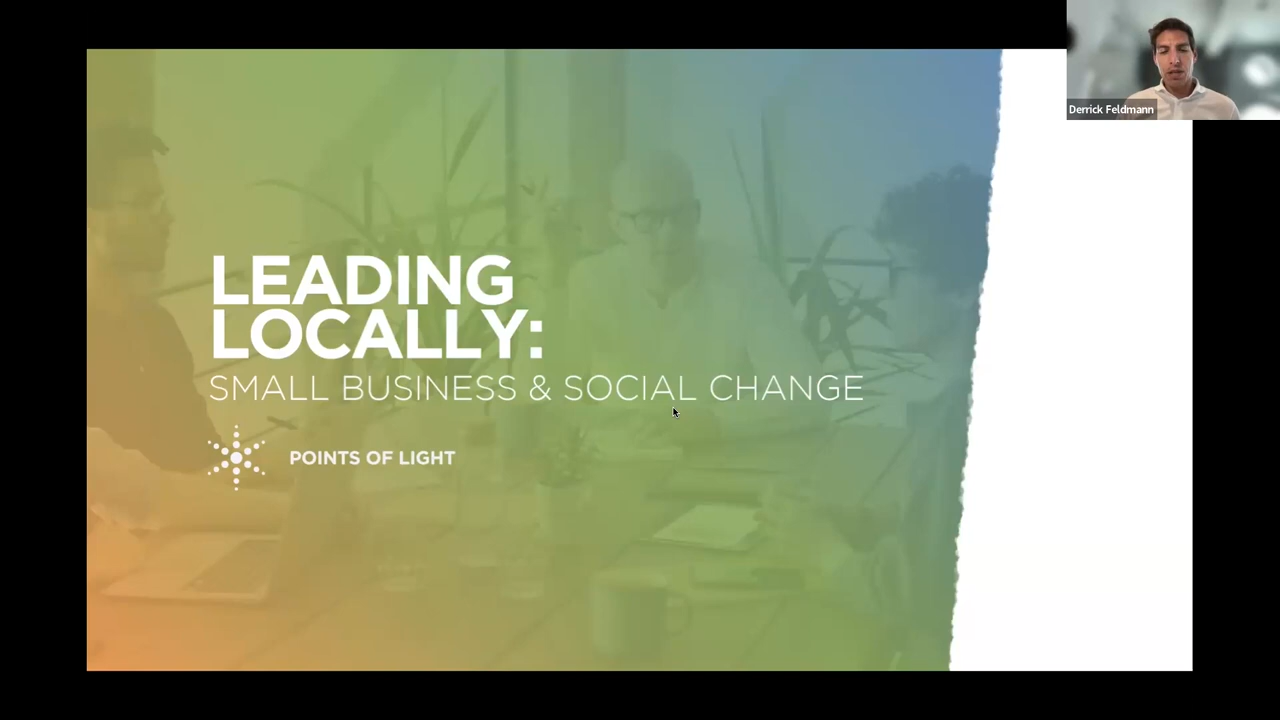 Derrick Feldmann
LEADING
LOCALLY:
SMALL BUSINESS & SOCIAL CHANGE
POINTS OF LIGHT